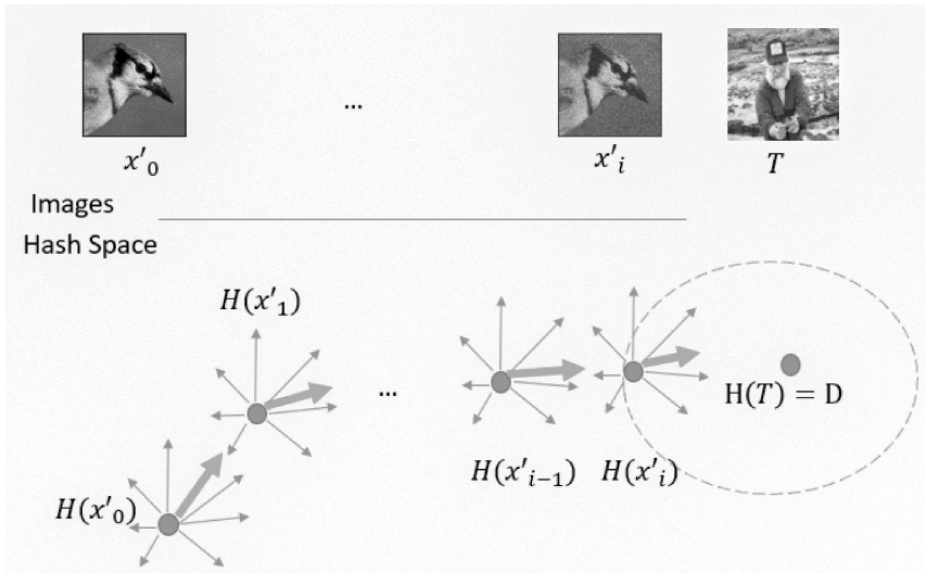 ...
x'₀ x'ᵢ T
Images
Hash Space
H(x'₁)
...
H(T) = D
H(x'ᵢ₋₁) H(x'ᵢ)
H(x'₀)